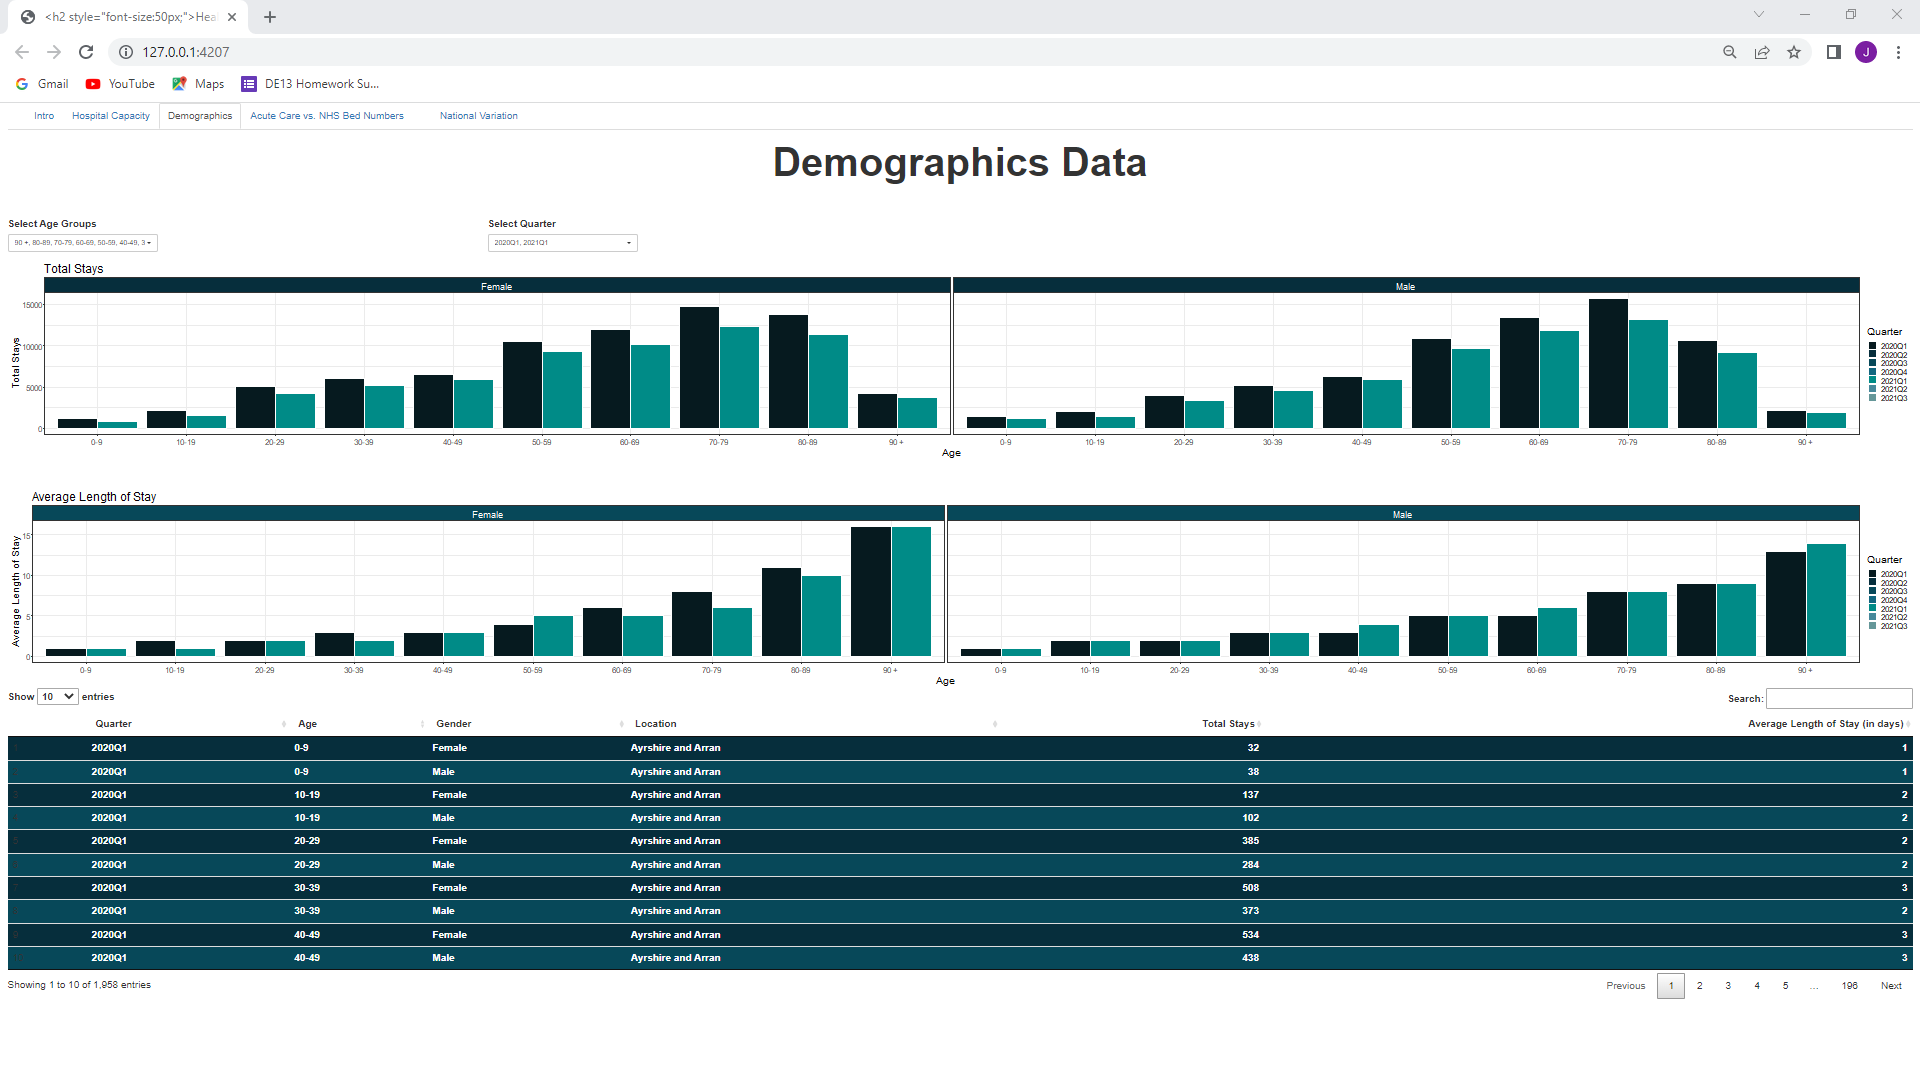 <h2 style="font-size:50px;">Heal
127.0.0.1:4207
J
Gmail YouTube Maps DE13 Homework Su...
Intro Hospital Capacity Demographics Acute Care vs. NHS Bed Numbers National Variation
Demographics Data
Select Age Groups Select Quarter
90 +, 80-89, 70-79, 60-69, 50-59, 40-49, 3 2020Q1, 2021Q1
Total Stays
Female Male
15000
10000
5000
0
Total Stays
0-9 10-19 20-29 30-39 40-49 50-59 60-69 70-79 80-89 90 + 0-9 10-19 20-29 30-39 40-49 50-59 60-69 70-79 80-89 90 +
Age
Quarter
2020Q1
2020Q2
2020Q3
2020Q4
2021Q1
2021Q2
2021Q3
Average Length of Stay
Female Male
15
10
5
0
Average Length of Stay
0-9 10-19 20-29 30-39 40-49 50-59 60-69 70-79 80-89 90 + 0-9 10-19 20-29 30-39 40-49 50-59 60-69 70-79 80-89 90 +
Age
Quarter
2020Q1
2020Q2
2020Q3
2020Q4
2021Q1
2021Q2
2021Q3
Show 10 entries Search:
Quarter Age Gender Location Total Stays Average Length of Stay (in days)
2020Q1 0-9 Female Ayrshire and Arran 32 1
2020Q1 0-9 Male Ayrshire and Arran 38 1
2020Q1 10-19 Female Ayrshire and Arran 137 2
2020Q1 10-19 Male Ayrshire and Arran 102 2
2020Q1 20-29 Female Ayrshire and Arran 385 2
2020Q1 20-29 Male Ayrshire and Arran 284 2
2020Q1 30-39 Female Ayrshire and Arran 508 3
2020Q1 30-39 Male Ayrshire and Arran 373 2
2020Q1 40-49 Female Ayrshire and Arran 534 3
2020Q1 40-49 Male Ayrshire and Arran 438 3
Showing 1 to 10 of 1,958 entries Previous 1 2 3 4 5 ... 196 Next